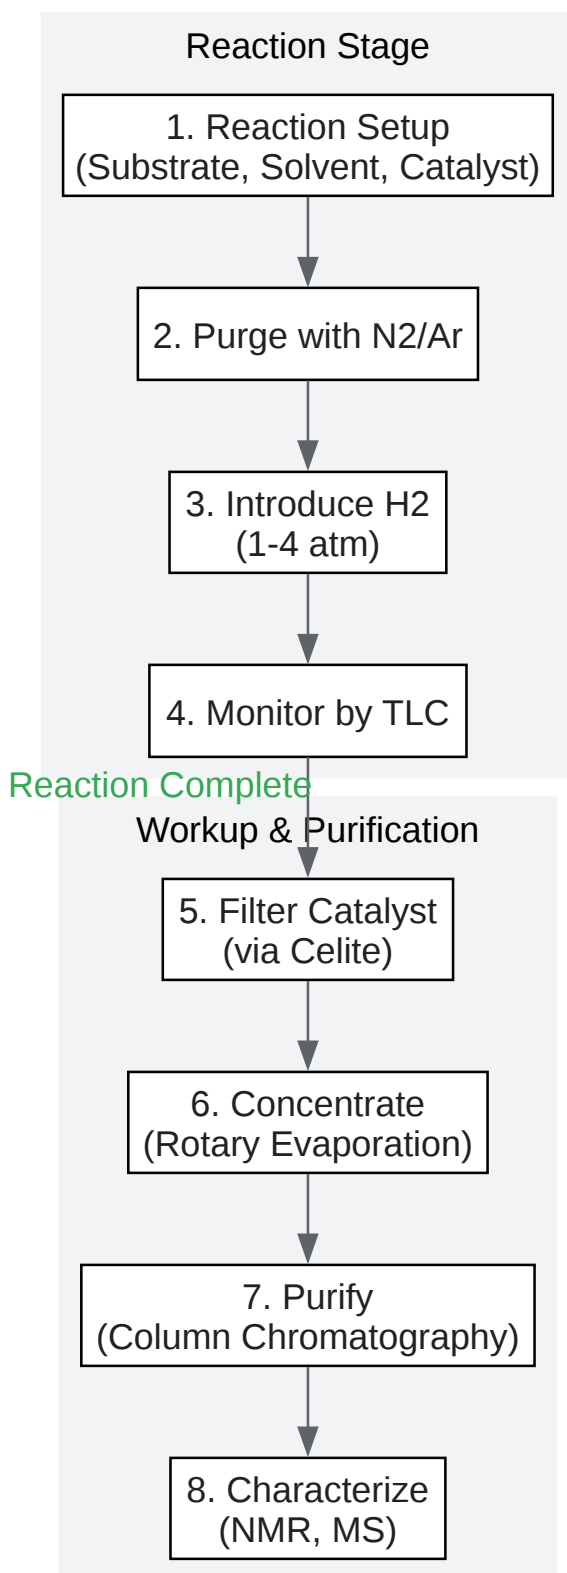 Reaction Stage
1. Reaction Setup
(Substrate, Solvent, Catalyst)
2. Purge with N2/Ar
3. Introduce H2
(1-4 atm)
4. Monitor by TLC
Reaction Complete
Workup & Purification
5. Filter Catalyst
(via Celite)
6. Concentrate
(Rotary Evaporation)
7. Purify
(Column Chromatography)
8. Characterize
(NMR, MS)